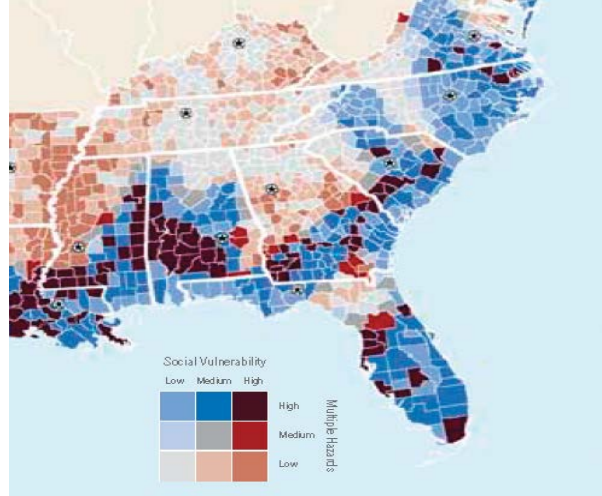 Social Vulnerability
Low Medium High
High
Medium
Low
Multiple Hazards